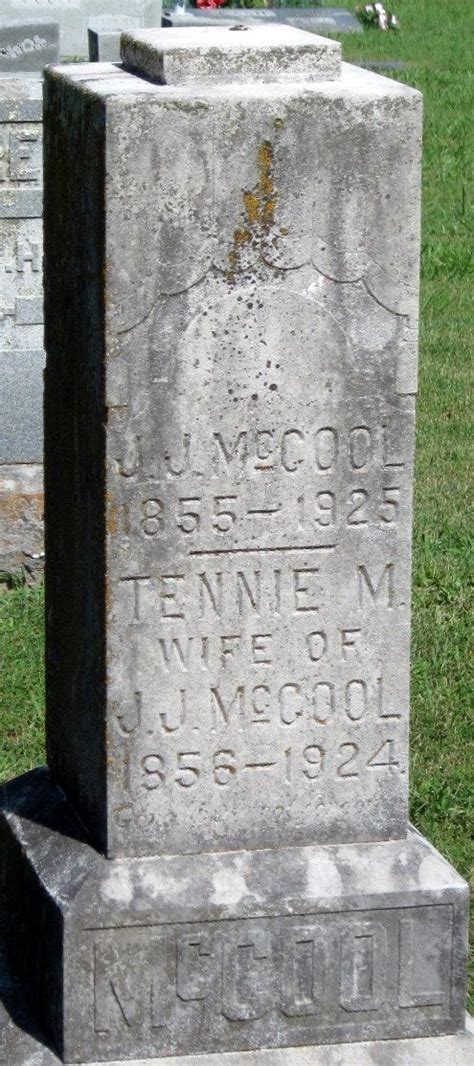 J. J. McCOOL
1855 – 1925
TENNIE M.
WIFE OF
J. J. McCOOL
1856 – 1924.
McCOOL